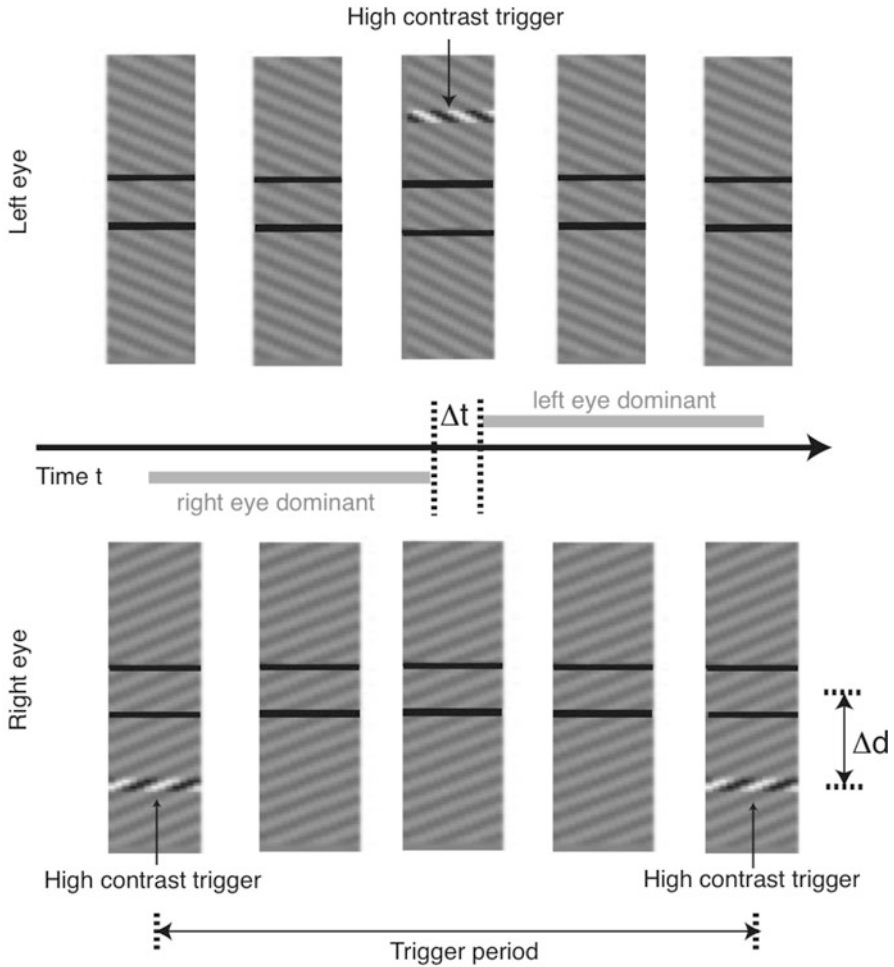 High contrast trigger
Left eye
Δt
left eye dominant
Time t
right eye dominant
Right eye
Δd
High contrast trigger
High contrast trigger
Trigger period